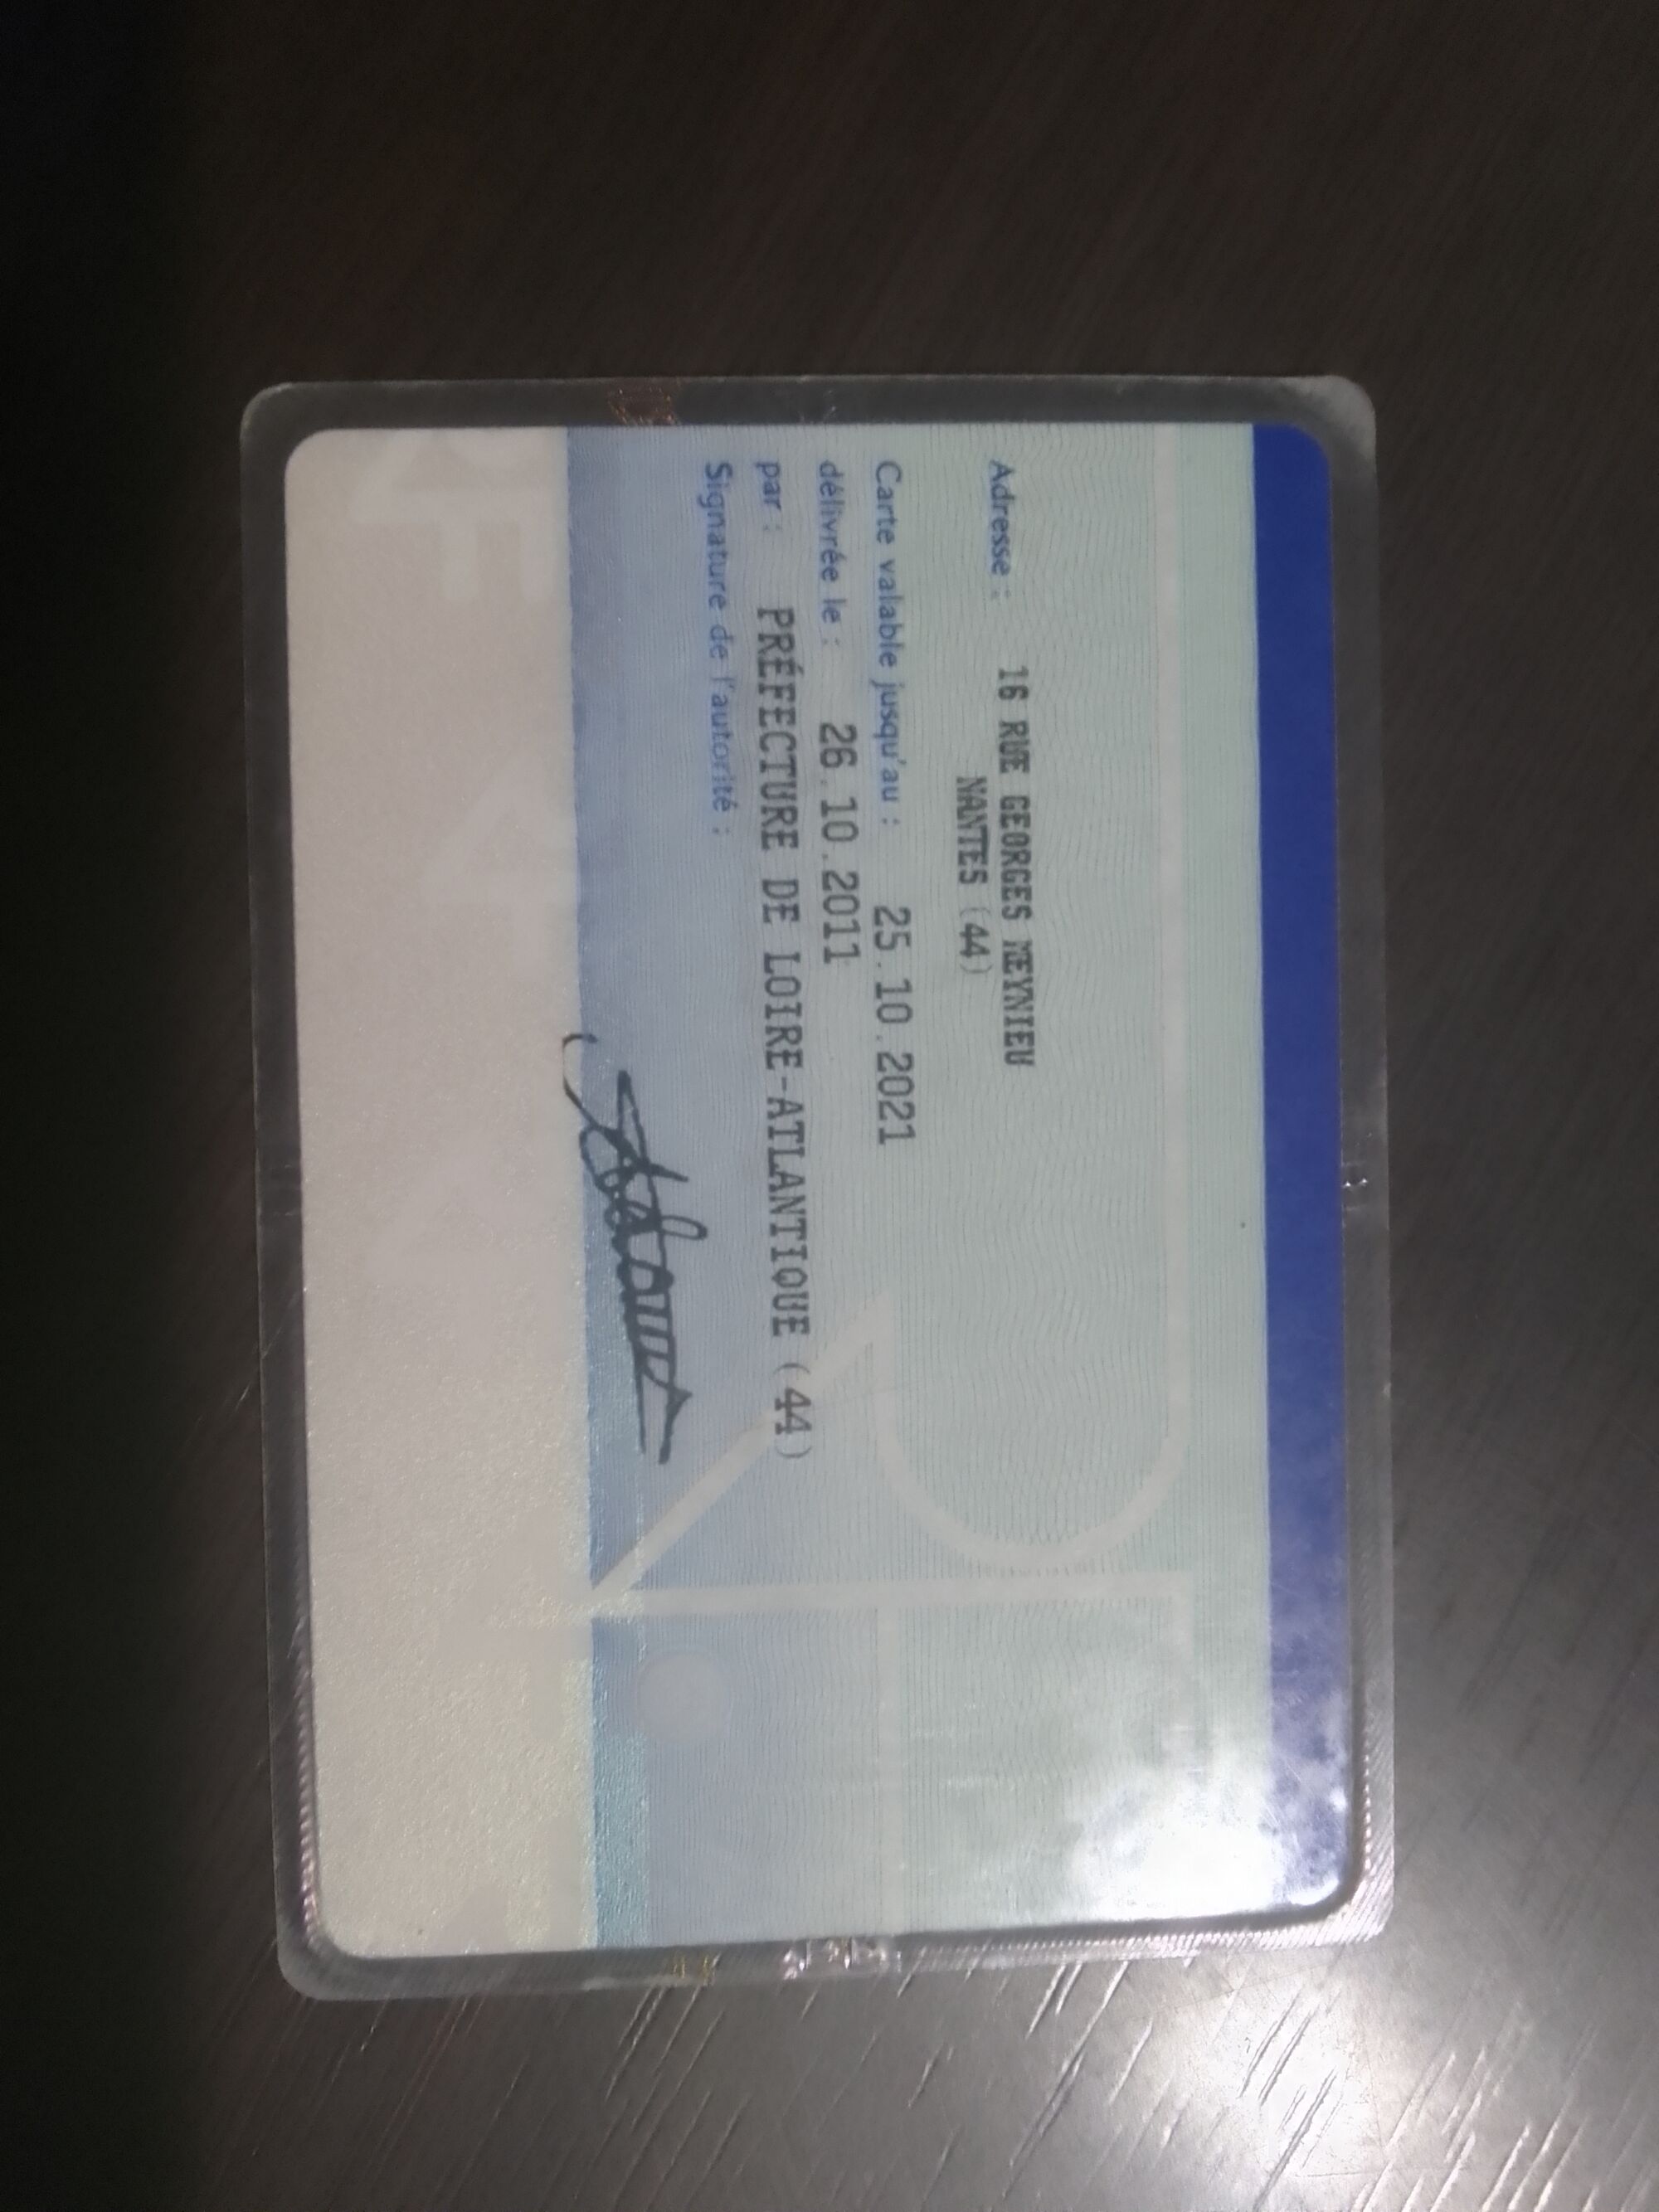 Adresse : 16 RUE GEORGES MEYNIEU
NANTES (44)
Carte valable jusqu'au : 25.10.2021
délivrée le : 26.10.2011
par : PRÉFECTURE DE LOIRE-ATLANTIQUE (44)
Signature de l'autorité :